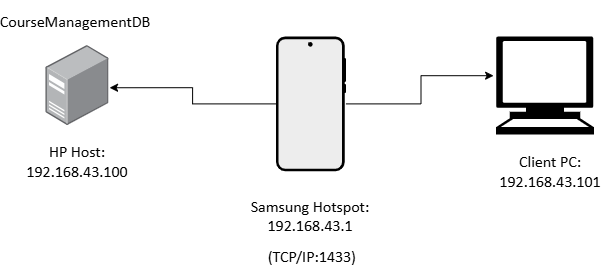 CourseManagementDB
HP Host:
192.168.43.100
Samsung Hotspot:
192.168.43.1
(TCP/IP:1433)
Client PC:
192.168.43.101